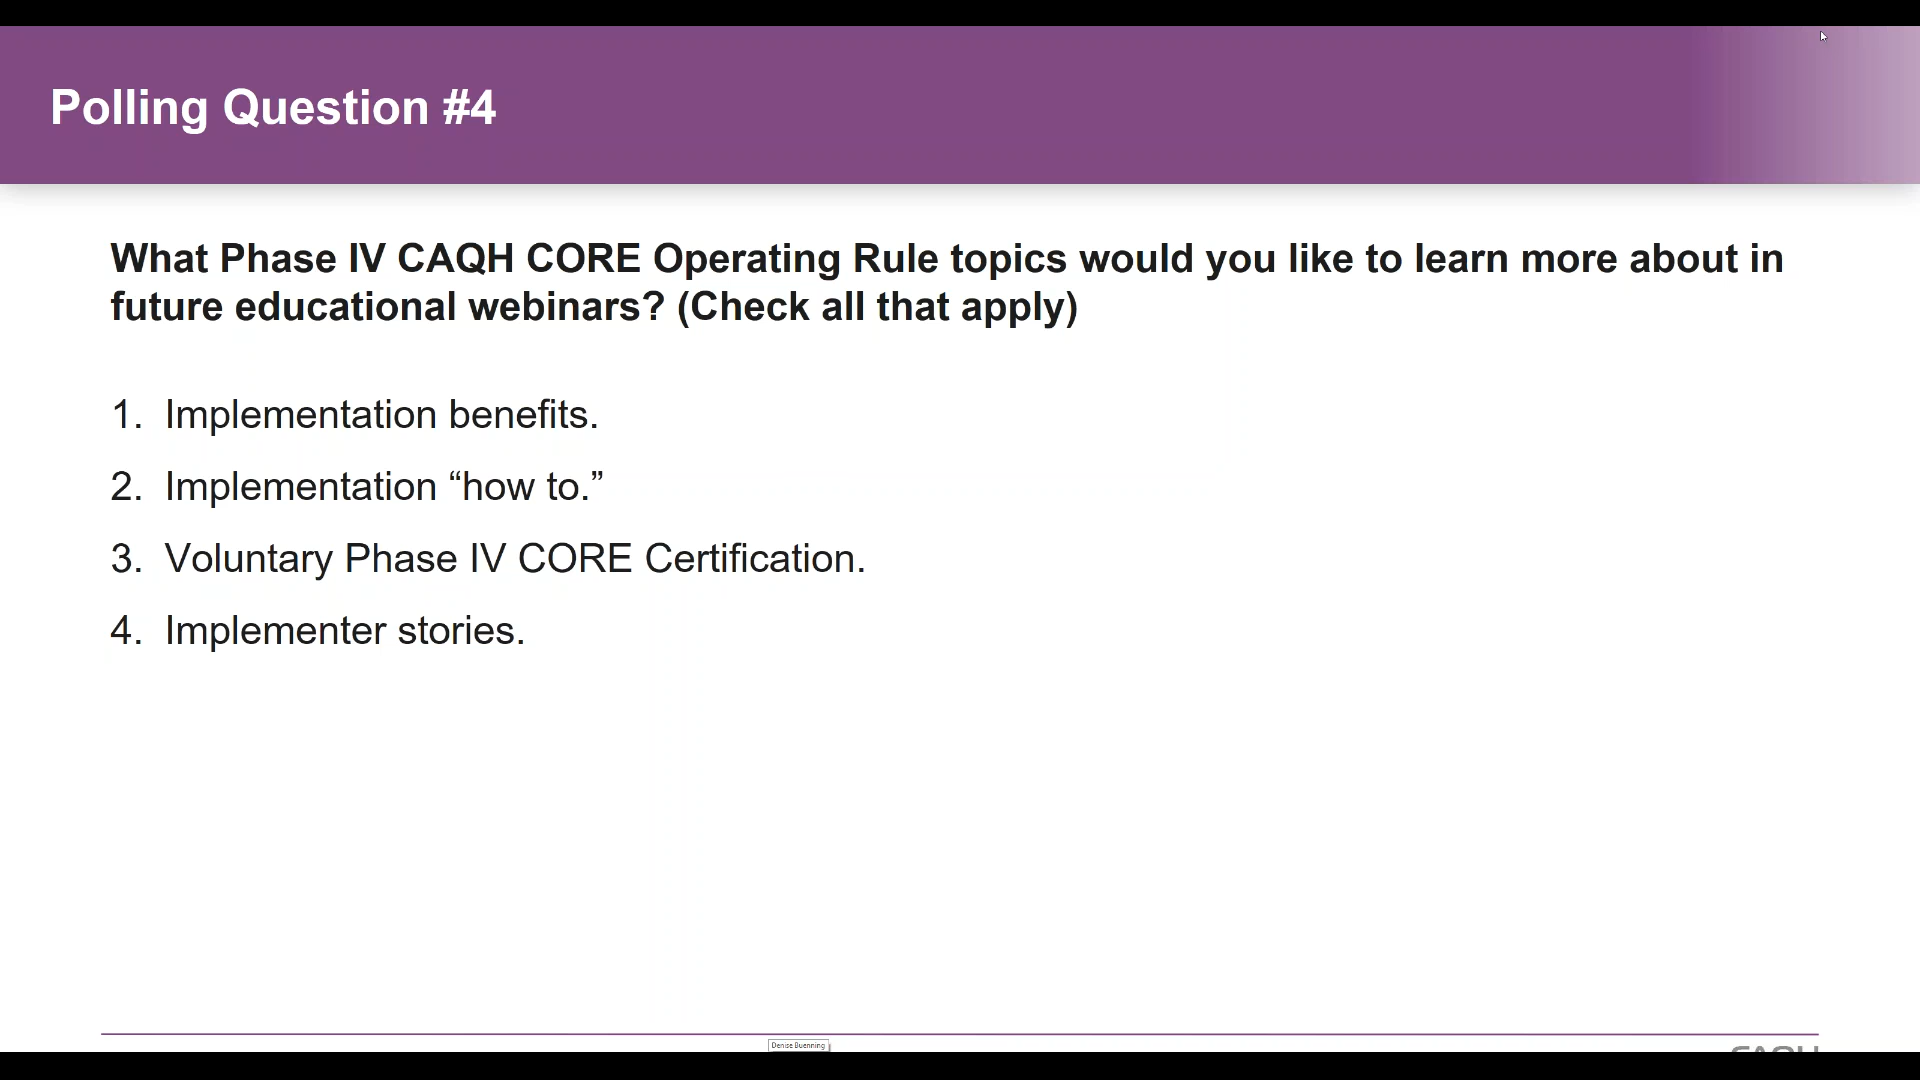 Polling Question #4
What Phase IV CAQH CORE Operating Rule topics would you like to learn more about in
future educational webinars? (Check all that apply)
1. Implementation benefits.
2. Implementation “how to.”
3. Voluntary Phase IV CORE Certification.
4. Implementer stories.
Denise Buenning
CAQH